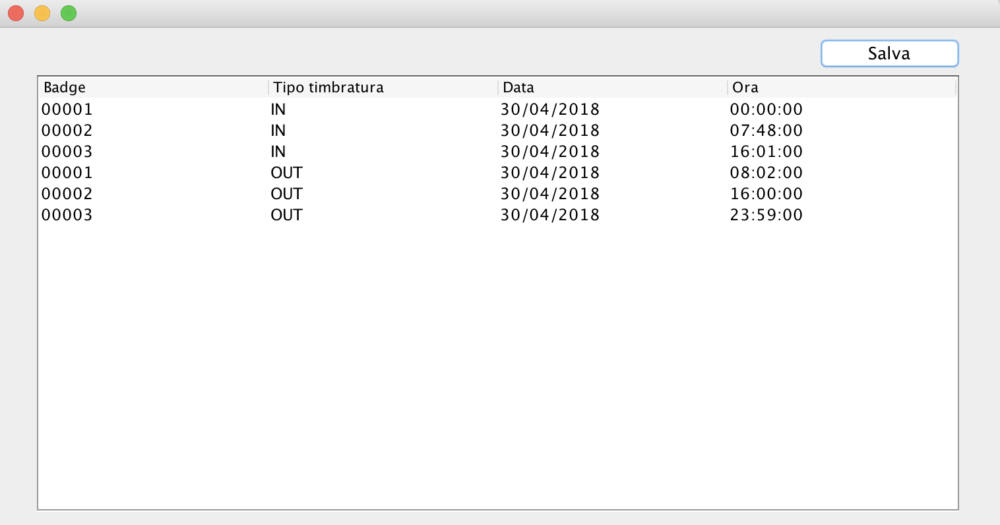 Salva
Badge Tipo timbratura Data Ora
00001 IN 30/04/2018 00:00:00
00002 IN 30/04/2018 07:48:00
00003 IN 30/04/2018 16:01:00
00001 OUT 30/04/2018 08:02:00
00002 OUT 30/04/2018 16:00:00
00003 OUT 30/04/2018 23:59:00